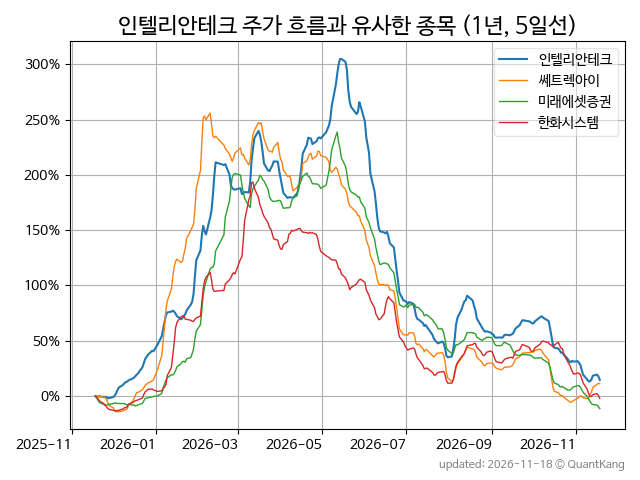 인텔리안테크 주가 흐름과 유사한 종목 (1년, 5일선)
300%
250%
200%
150%
100%
50%
0%
인텔리안테크
쎄트렉아이
미래에셋증권
한화시스템
2025-11
2026-01
2026-03
2026-05
2026-07
2026-09
2026-11
updated: 2026-11-18 © QuantKang